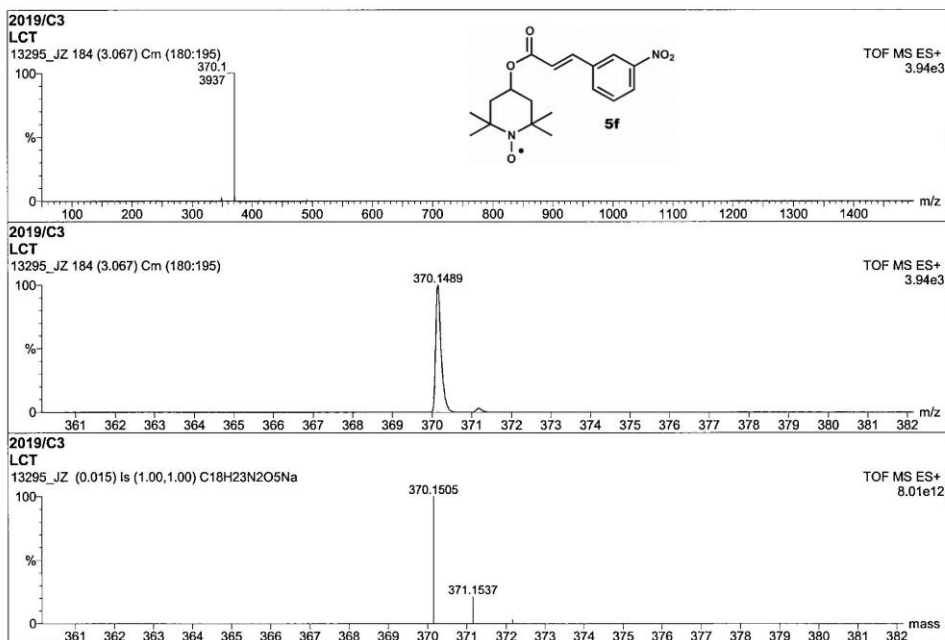 2019/C3
LCT
13295_JZ 184 (3.067) Cm (180:195)
TOF MS ES+
3.94e3
370.1
3937
100
%
0
100 200 300 400 500 600 700 800 900 1000 1100 1200 1300 1400
m/z
O
O
NO2
N
O•
5f
2019/C3
LCT
13295_JZ 184 (3.067) Cm (180:195)
TOF MS ES+
3.94e3
370.1489
100
%
0
361 362 363 364 365 366 367 368 369 370 371 372 373 374 375 376 377 378 379 380 381 382
m/z
2019/C3
LCT
13295_JZ (0.015) Is (1.00,1.00) C18H23N2O5Na
TOF MS ES+
8.01e12
370.1505
371.1537
100
%
0
361 362 363 364 365 366 367 368 369 370 371 372 373 374 375 376 377 378 379 380 381 382
mass